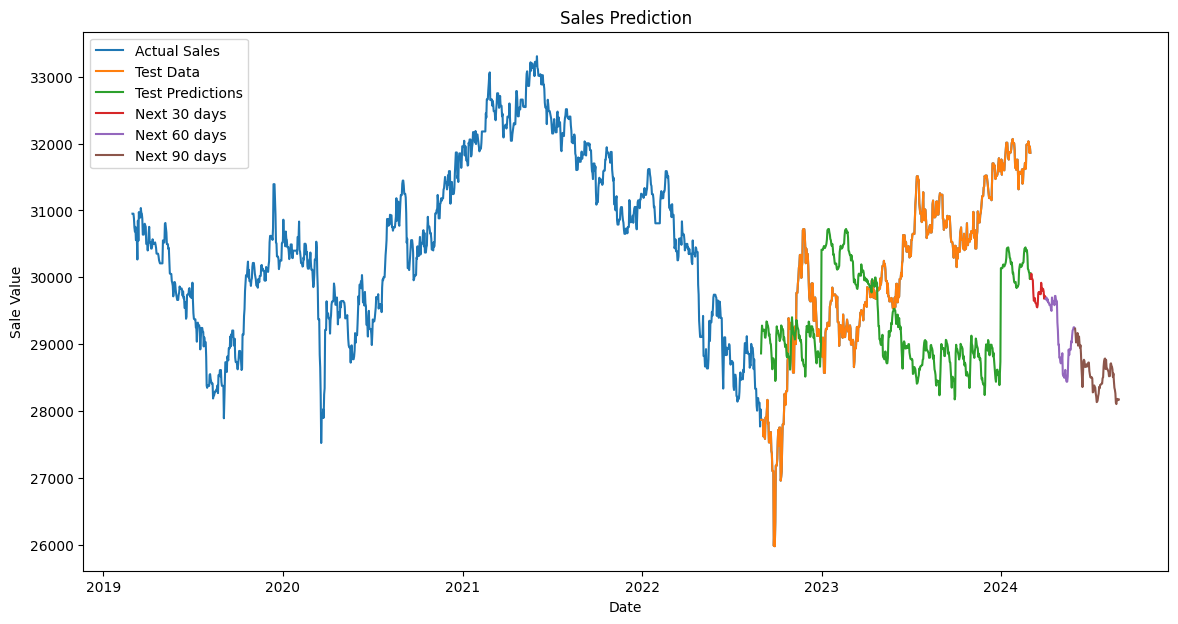 Sales Prediction
Actual Sales
Test Data
Test Predictions
Next 30 days
Next 60 days
Next 90 days
Sale Value
33000
32000
31000
30000
29000
28000
27000
26000
2019 2020 2021 2022 2023 2024
Date